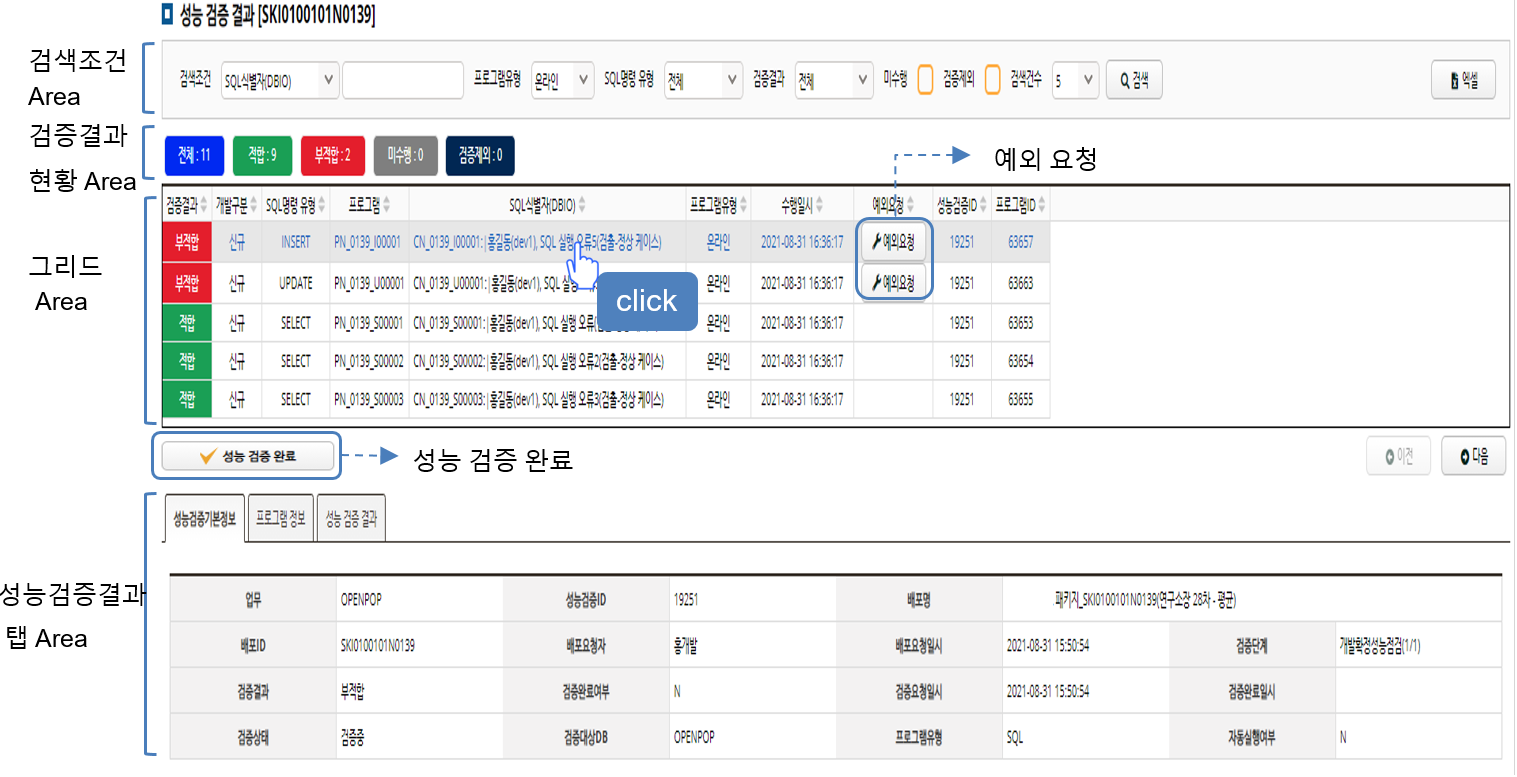 성능 검증 결과 [SKI0100101N0139]
검색조건 Area
검색조건 SQL식별자(DBIO) 프로그램유형 온라인 SQL명령 유형 전체 검증결과 전체 미수행 검증제외 검색건수 5 검색 엑셀
검증결과 현황 Area
전체 : 11 적합 : 9 부적합 : 2 미수행 : 0 검증제외 : 0
예외 요청
그리드 Area
검증결과 개발구분 SQL명령 유형 프로그램 SQL식별자(DBIO) 프로그램유형 수행일시 예외요청 성능검증ID 프로그램ID
부적합 신규 INSERT PN_0139_I00001 CN_0139_I00001: | 홍길동(dev1), SQL 실행 오류5(검출-정상 케이스) 온라인 2021-08-31 16:36:17 예외요청 19251 63657
부적합 신규 UPDATE PN_0139_U00001 CN_0139_U00001: | 홍길동(dev1), SQL 실행 온라인 2021-08-31 16:36:17 예외요청 19251 63663
click
적합 신규 SELECT PN_0139_S00001 CN_0139_S00001: | 홍길동(dev1), SQL 실행 오류 온라인 2021-08-31 16:36:17 19251 63653
적합 신규 SELECT PN_0139_S00002 CN_0139_S00002: | 홍길동(dev1), SQL 실행 오류2(검출-정상 케이스) 온라인 2021-08-31 16:36:17 19251 63654
적합 신규 SELECT PN_0139_S00003 CN_0139_S00003: | 홍길동(dev1), SQL 실행 오류3(검출-정상 케이스) 온라인 2021-08-31 16:36:17 19251 63655
성능 검증 완료 성능 검증 완료 이전 다음
성능검증결과 탭 Area
성능검증기본정보 프로그램 정보 성능 검증 결과
업무 OPENPOP 성능검증ID 19251 배포명 패키지_SKI0100101N0139(연구소장 28차 - 평균)
배포ID SKI0100101N0139 배포요청자 홍개발 배포요청일시 2021-08-31 15:50:54 검증단계 개발확정성능점검(1/1)
검증결과 부적합 검증완료여부 N 검증요청일시 2021-08-31 15:50:54 검증완료일시
검증상태 검증중 검증대상DB OPENPOP 프로그램유형 SQL 자동실행여부 N